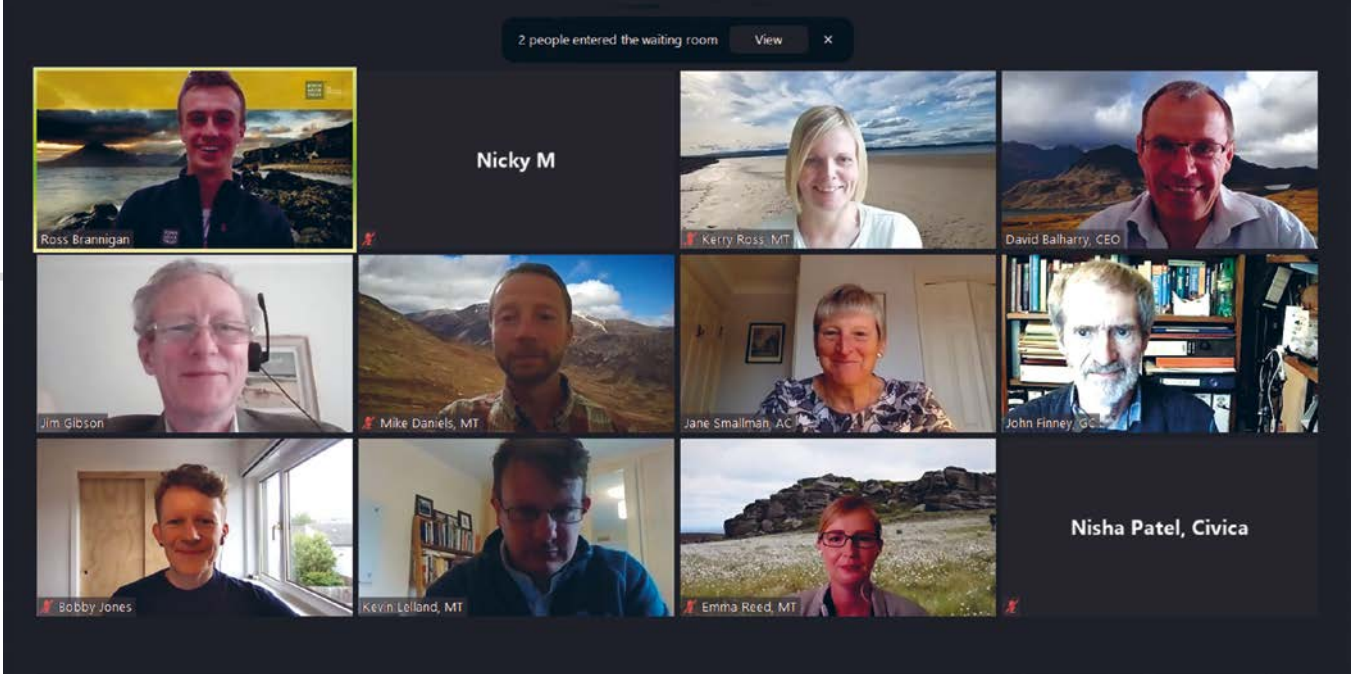 2 people entered the waiting room View ×
Ross Brannigan
Nicky M
Kerry Ross, MT
David Balharry, CEO
Jim Gibson
Mike Daniels, MT
Jane Smallman, AC
John Finney, GC
Bobby Jones
Kevin Lelland, MT
Emma Reed, MT
Nisha Patel, Civica